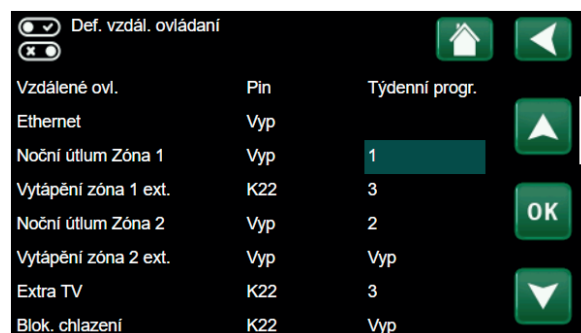 Def. vzdál. ovládaní
Vzdálené ovl. Pin Týdenní progr.
Ethernet Vyp
Noční útlum Zóna 1 Vyp 1
Vytápění zóna 1 ext. K22 3
Noční útlum Zóna 2 Vyp 2
Vytápění zóna 2 ext. Vyp Vyp
Extra TV K22 3
Blok. chlazení K22 Vyp
OK